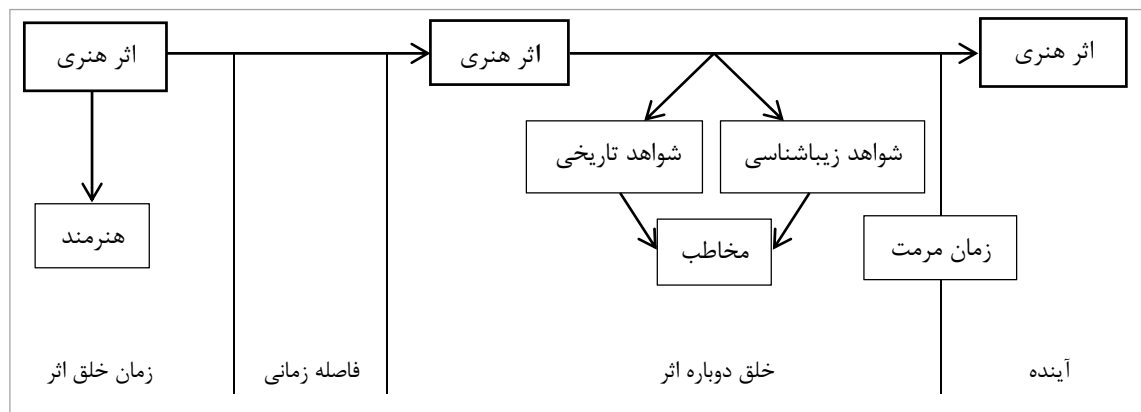 اثر هنری
اثر هنری
اثر هنری
شواهد زیباشناسی
شواهد تاریخی
هنرمند
مخاطب
زمان مرمت
زمان خلق اثر
فاصله زمانی
خلق دوباره اثر
آینده